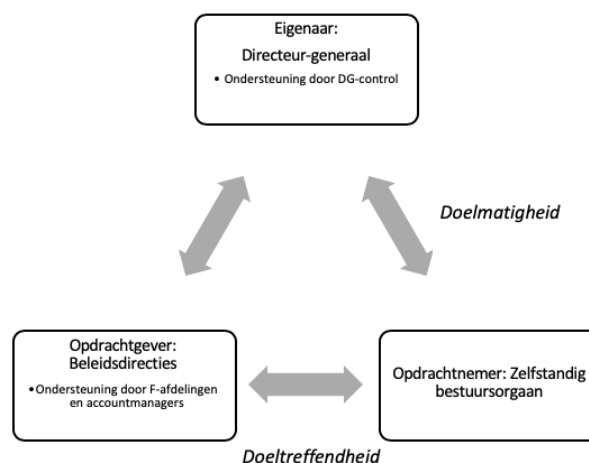 Eigenaar:
Directeur-generaal
• Ondersteuning door DG-control
Doelmatigheid
Opdrachtgever:
Beleidsdirecties
•Ondersteuning door F-afdelingen
en accountmanagers
Opdrachtnemer: Zelfstandig
bestuursorgaan
Doeltreffendheid